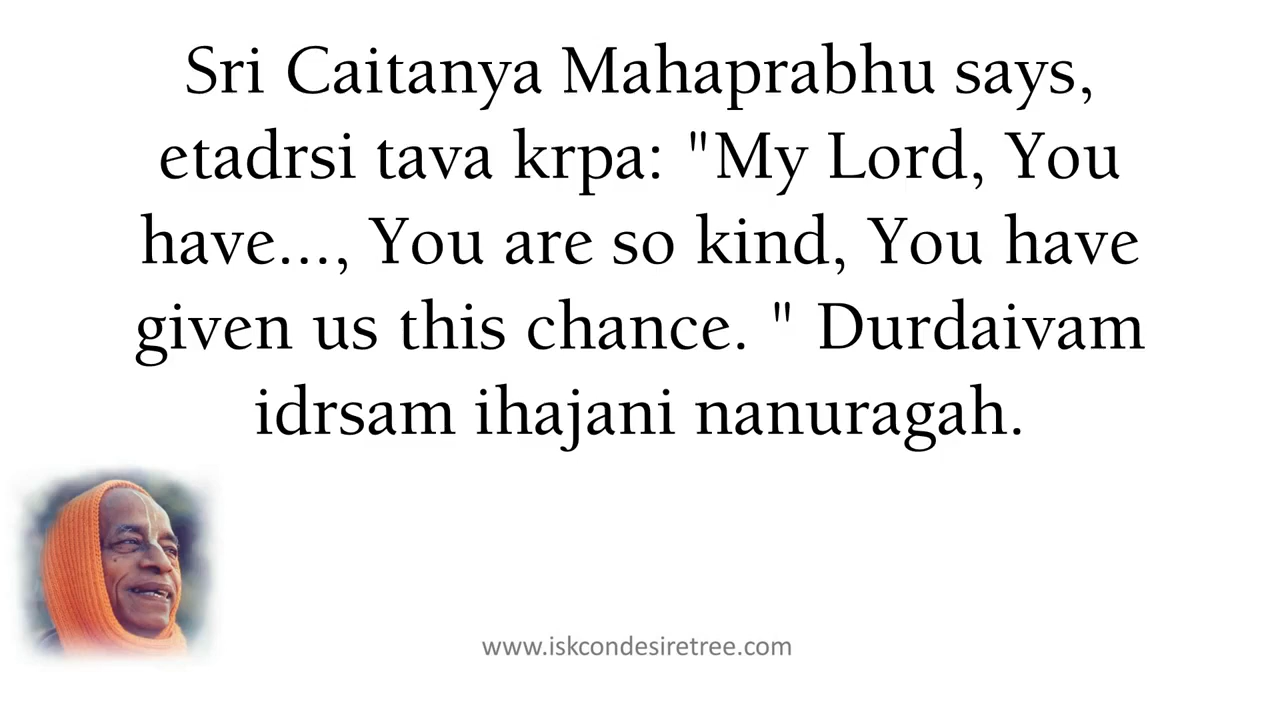 Sri Caitanya Mahaprabhu says,
etadrsi tava krpa: "My Lord, You
have..., You are so kind, You have
given us this chance. " Durdaivam
idrsam ihajani nanuragah.
www.iskcondesiretree.com